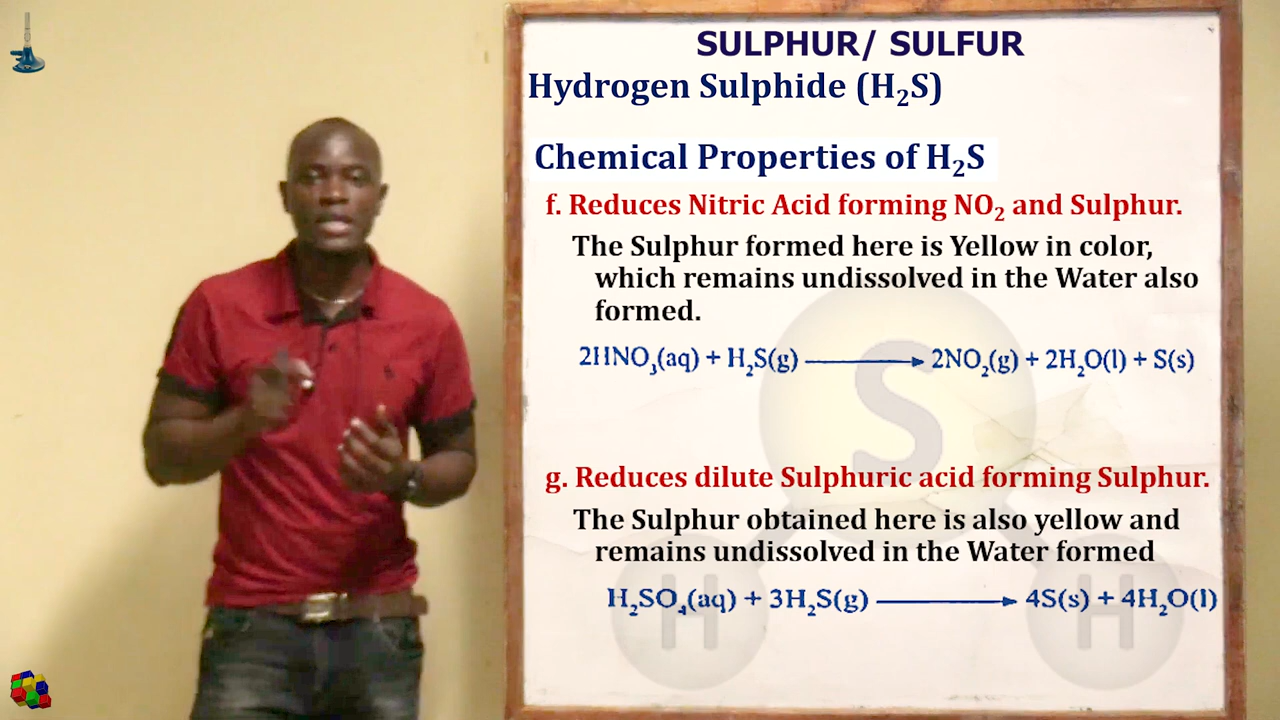 SULPHUR/ SULFUR
Hydrogen Sulphide (H₂S)
Chemical Properties of H₂S
f. Reduces Nitric Acid forming NO₂ and Sulphur.
The Sulphur formed here is Yellow in color,
which remains undissolved in the Water also
formed.
2HNO₃(aq) + H₂S(g) ⟶ 2NO₂(g) + 2H₂O(l) + S(s)
S
g. Reduces dilute Sulphuric acid forming Sulphur.
The Sulphur obtained here is also yellow and
remains undissolved in the Water formed
H₂SO₄(aq) + 3H₂S(g) ⟶ 4S(s) + 4H₂O(l)
H H